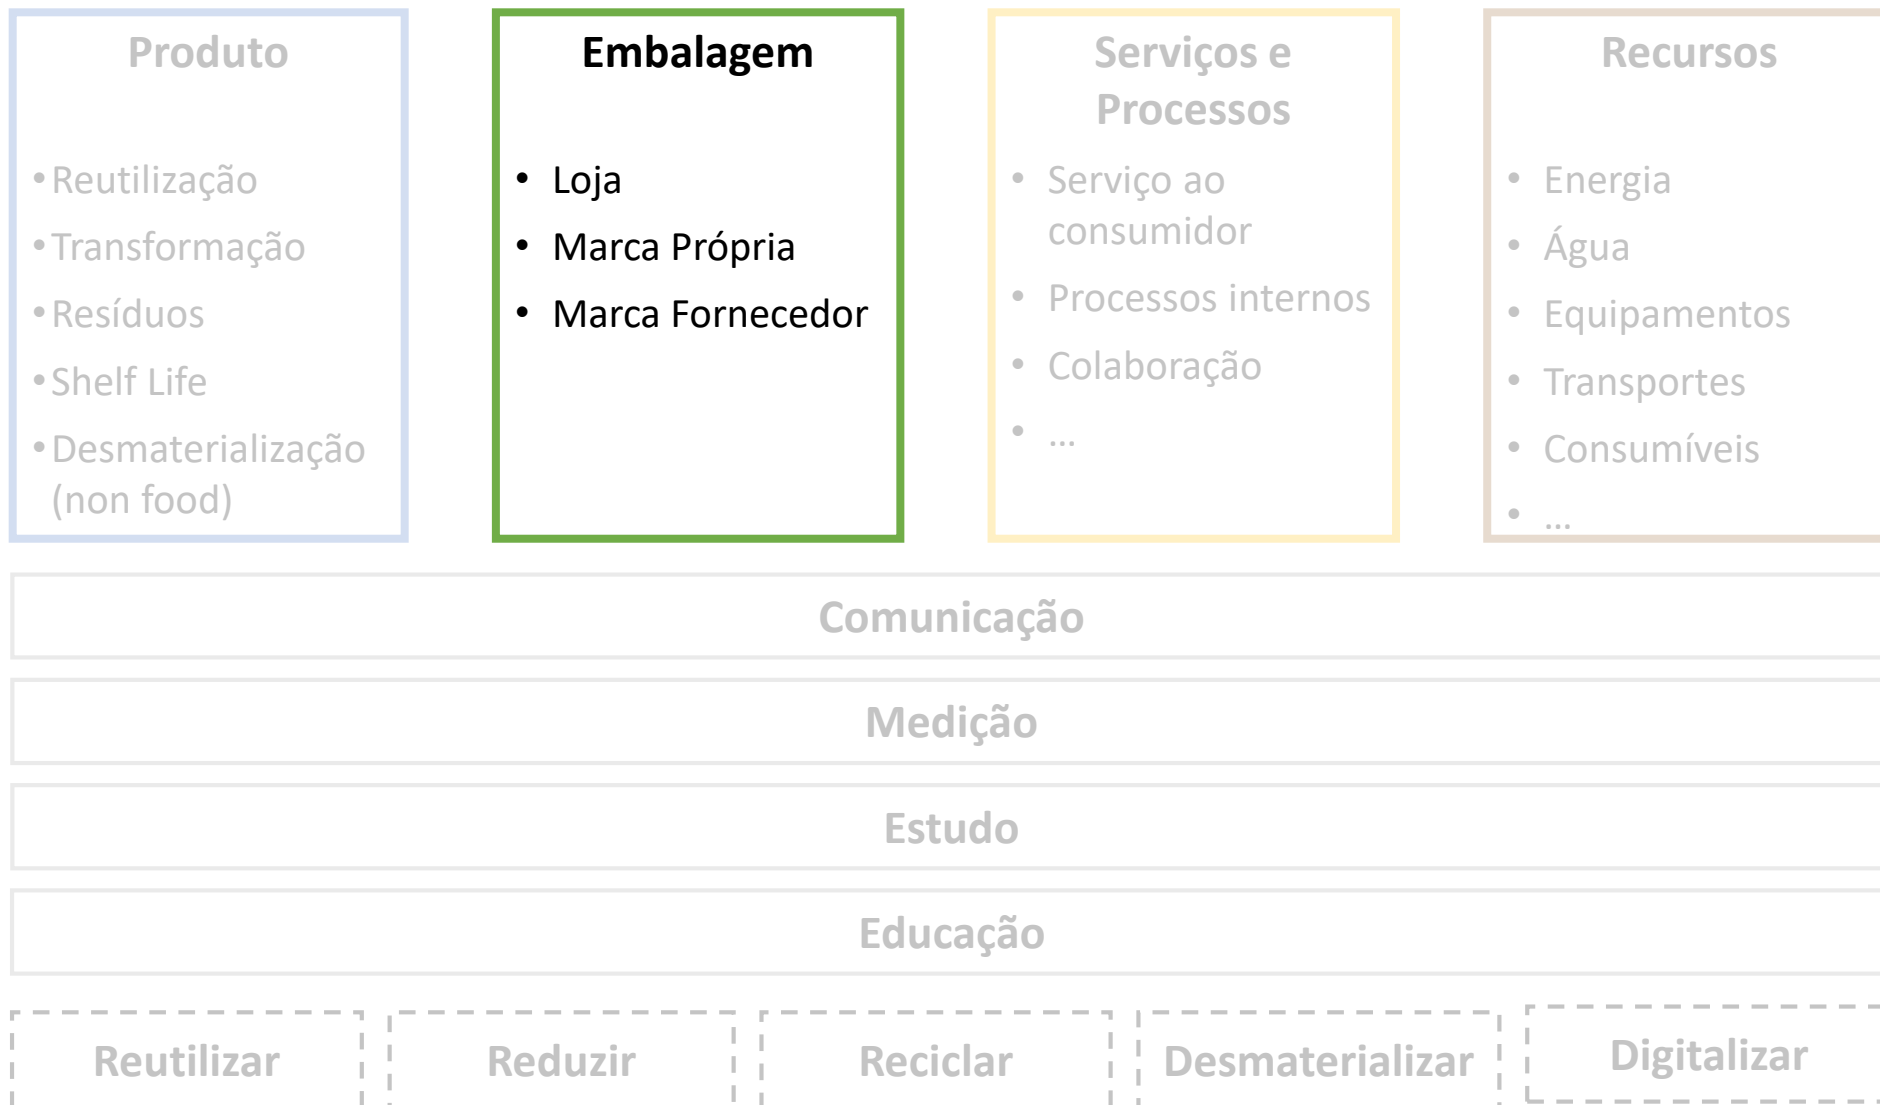 Produto
• Reutilização
• Transformação
• Resíduos
• Shelf Life
• Desmaterialização
(non food)
Embalagem
• Loja
• Marca Própria
• Marca Fornecedor
Serviços e
Processos
• Serviço ao
consumidor
• Processos internos
• Colaboração
• ...
Recursos
• Energia
• Água
• Equipamentos
• Transportes
• Consumíveis
• ...
Comunicação
Medição
Estudo
Educação
Reutilizar
Reduzir
Reciclar
Desmaterializar
Digitalizar